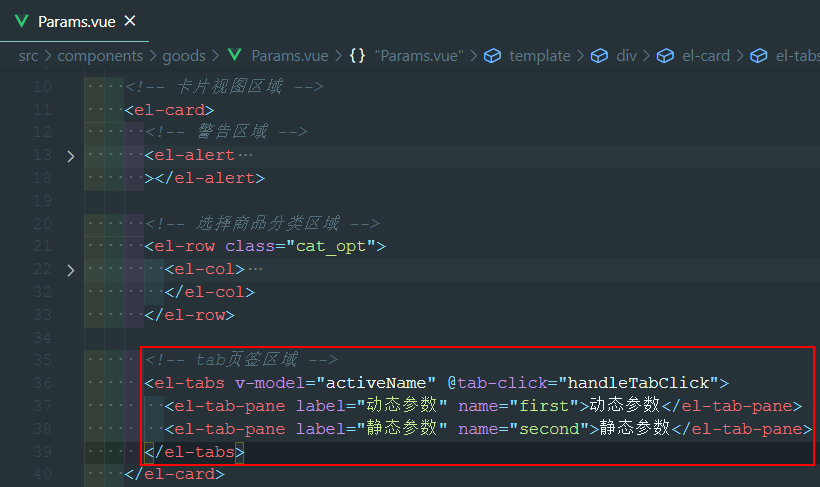 Params.vue ×
src > components > goods > Params.vue > {} "Params.vue" > template > div > el-card > el-tabs
10 <!-- 卡片视图区域 -->
11 <el-card>
12 <!-- 警告区域 -->
13 <el-alert…
18 ></el-alert>
19
20 <!-- 选择商品分类区域 -->
21 <el-row class="cat_opt">
22 <el-col>…
32 </el-col>
33 </el-row>
34
35 <!-- tab页签区域 -->
36 <el-tabs v-model="activeName" @tab-click="handleTabClick">
37 <el-tab-pane label="动态参数" name="first">动态参数</el-tab-pane>
38 <el-tab-pane label="静态参数" name="second">静态参数</el-tab-pane>
39 </el-tabs>
40 </el-card>